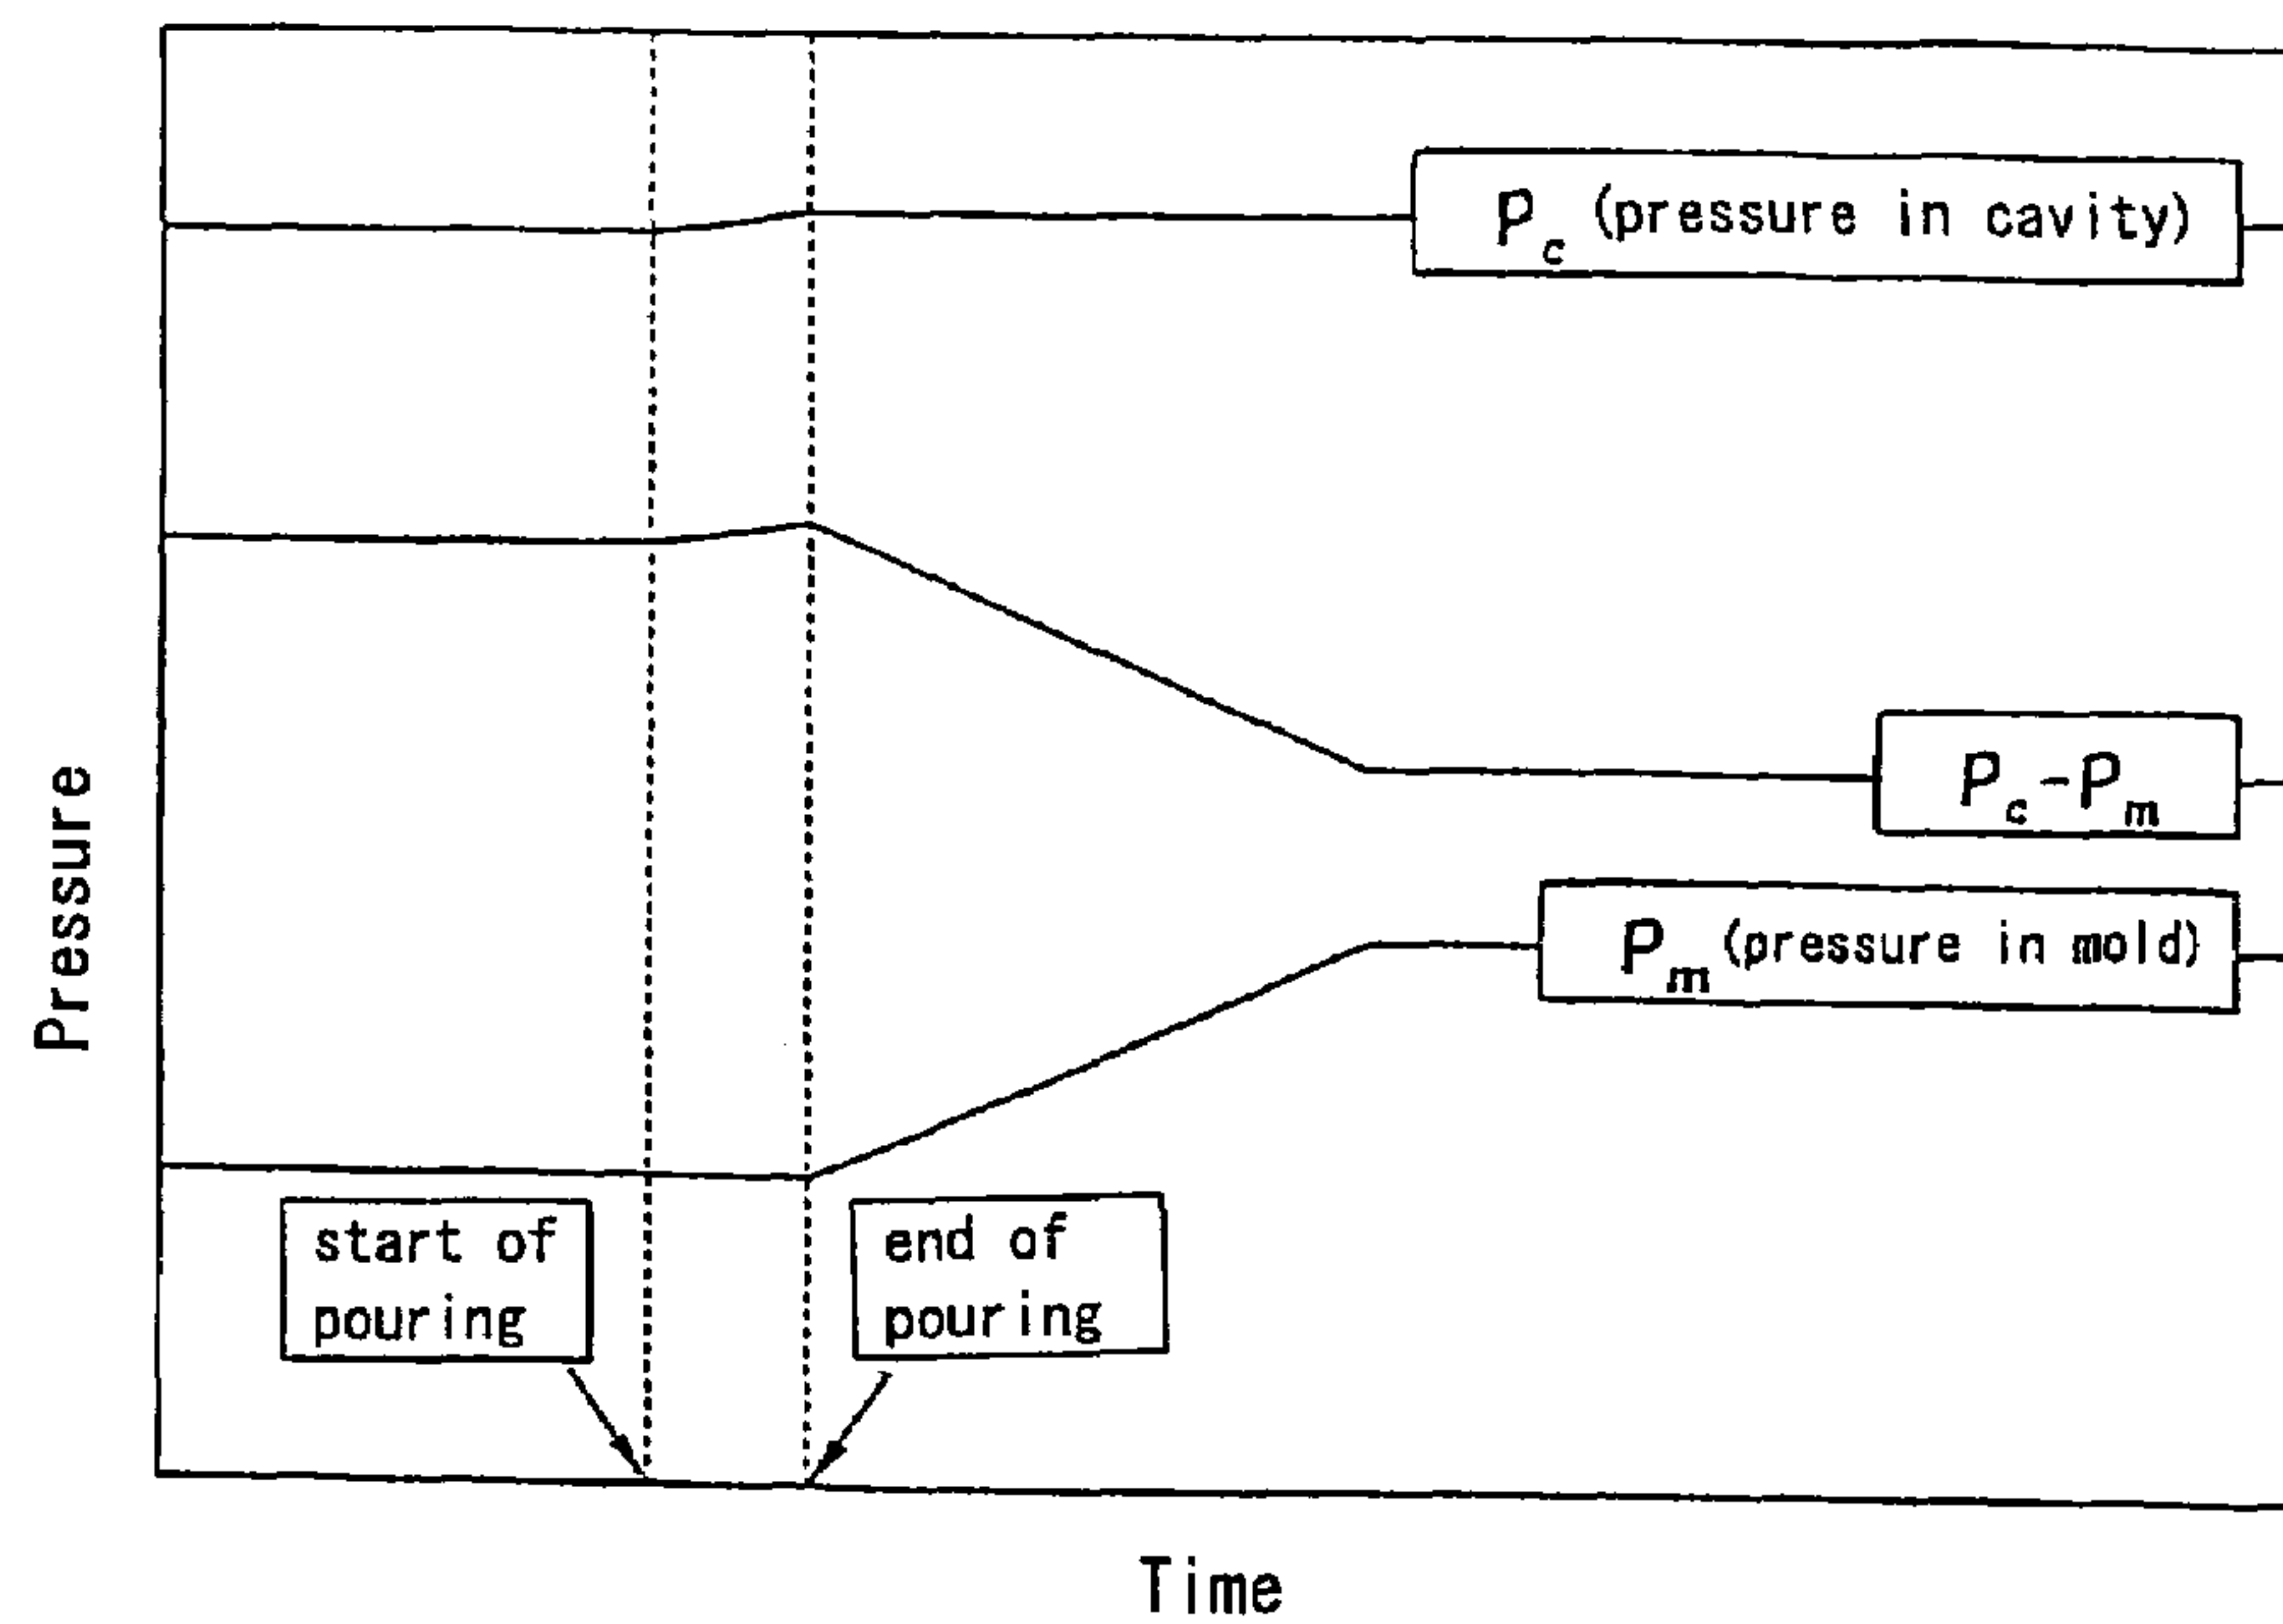 Pc (pressure in cavity)
Pc-Pm
Pm (pressure in mold)
Pressure
start of
pouring
end of
pouring
Time